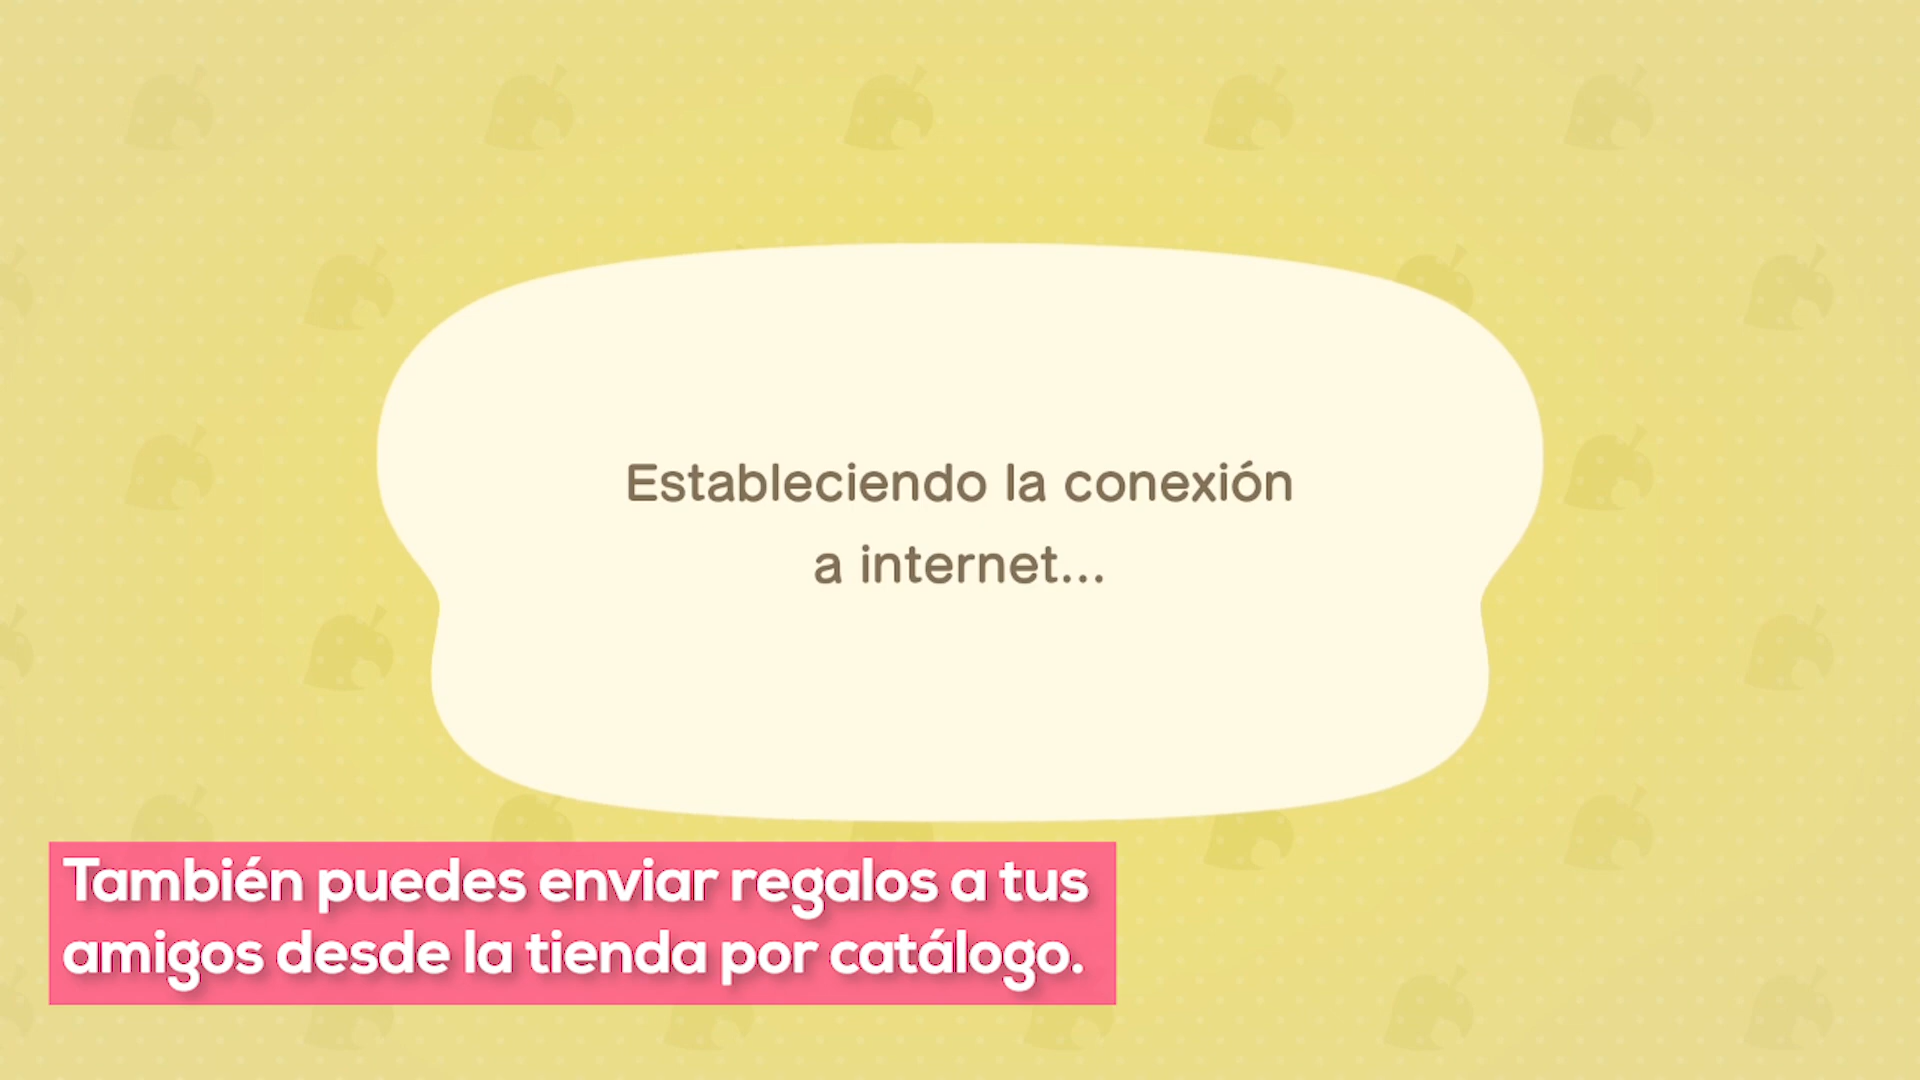 Estableciendo la conexión
a internet...
También puedes enviar regalos a tus
amigos desde la tienda por catálogo.